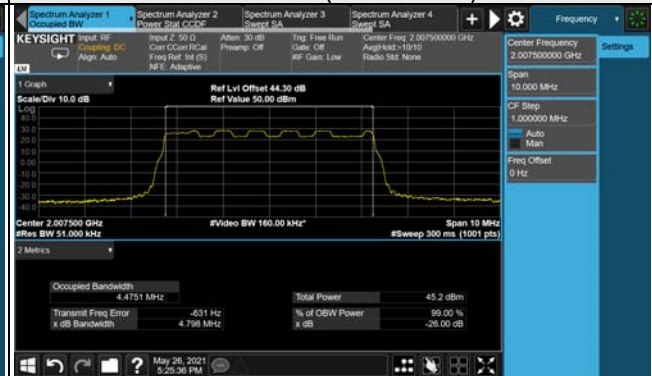 Spectrum Analyzer 1
Occupied BW
Spectrum Analyzer 2
Power Stat CCDF
Spectrum Analyzer 3
Swept SA
Spectrum Analyzer 4
Swept SA
Frequency
KEYSIGHT
Input: RF
Coupling: DC
Align: Auto
Input Z: 50 Ω
Corr CCorr RCal
Freq Ref: Int (S)
NFE: Adaptive
Atten: 30 dB
Preamp: Off
Trig: Free Run
Gate: Off
#IF Gain: Low
Center Freq: 2.007500000 GHz
Avg|Hold:>10/10
Radio Std: None
Center Frequency
2.007500000 GHz
Settings
Span
10.000 MHz
CF Step
1.000000 MHz
Auto
Man
Freq Offset
0 Hz
1 Graph
Scale/Div 10.0 dB
Ref Lvl Offset 44.30 dB
Ref Value 50.00 dBm
Log
40.0
30.0
20.0
10.0
0.00
-10.0
-20.0
-30.0
-40.0
Center 2.007500 GHz
#Res BW 51.000 kHz
#Video BW 160.00 kHz*
Span 10 MHz
#Sweep 300 ms (1001 pts)
2 Metrics
Occupied Bandwidth
4.4751 MHz
Total Power
45.2 dBm
Transmit Freq Error
-631 Hz
% of OBW Power
99.00 %
x dB Bandwidth
4.798 MHz
x dB
-26.00 dB
May 26, 2021
5:25:36 PM